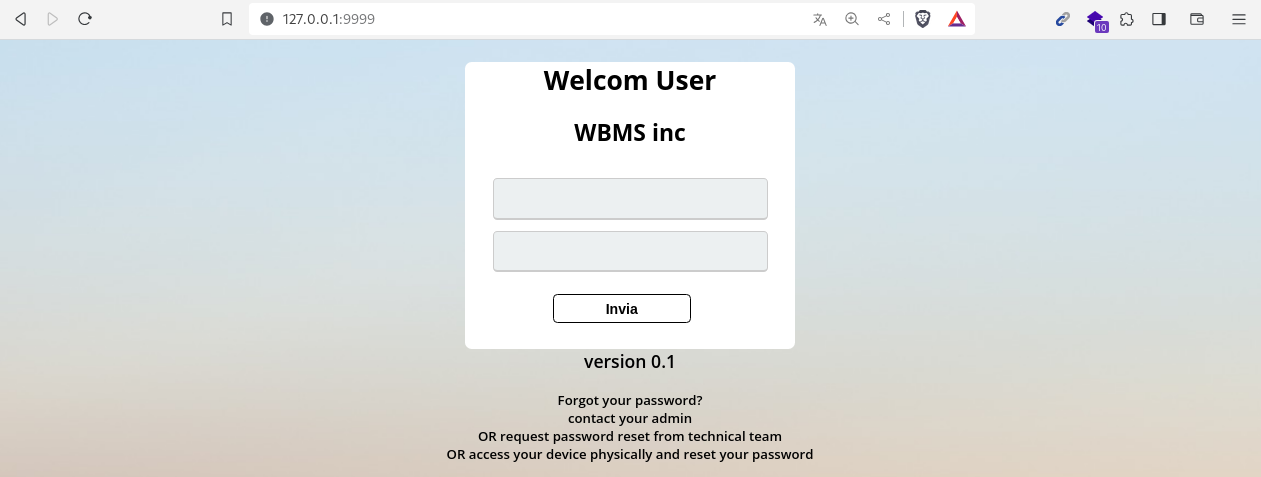 127.0.0.1:9999
10
Welcom User
WBMS inc
Invia
version 0.1
Forgot your password?
contact your admin
OR request password reset from technical team
OR access your device physically and reset your password